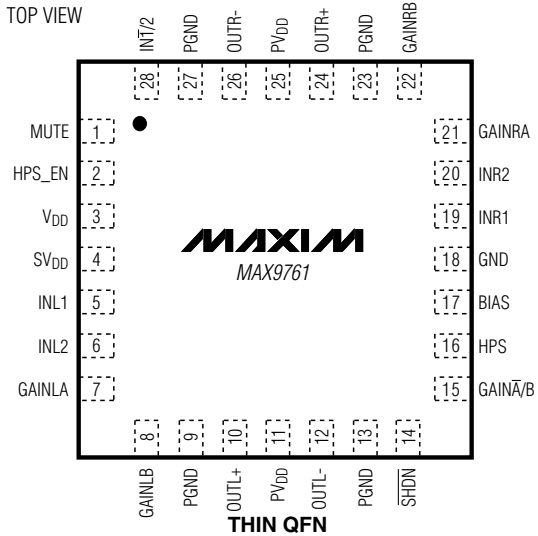 TOP VIEW
IN1̅/2
PGND
OUTR-
PVDD
OUTR+
PGND
GAINRB
28
27
26
25
24
23
22
MUTE 1
HPS_EN 2
VDD 3
SVDD 4
INL1 5
INL2 6
GAINLA 7
MAXIM
MAX9761
21 GAINRA
20 INR2
19 INR1
18 GND
17 BIAS
16 HPS
15 GAINA̅/B
8
9
10
11
12
13
14
GAINLB
PGND
OUTL+
PVDD
OUTL-
PGND
S̅H̅D̅N̅
THIN QFN